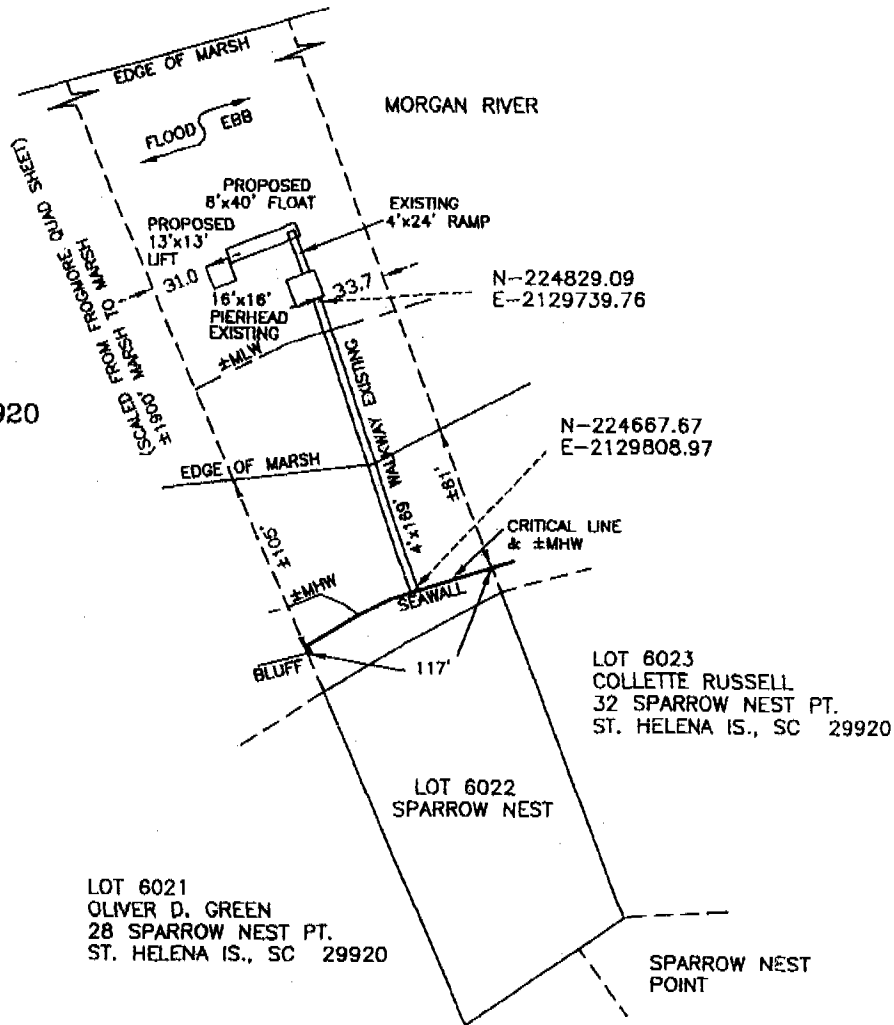 EDGE OF MARSH
MORGAN RIVER
FLOOD
EBB
(SCALED FROM FROGMORE QUAD SHEET)
±1900' MARSH TO MARSH
PROPOSED
8'x40' FLOAT
PROPOSED
13'x13'
LIFT
EXISTING
4'x24' RAMP
31.0
33.7
16'x16'
PIERHEAD
EXISTING
N-224829.09
E-2129739.76
±MLW
4'x189' WALKWAY EXISTING
920
N-224667.67
E-2129808.97
EDGE OF MARSH
±81'
±105'
CRITICAL LINE
& ±MHW
±MHW
SEAWALL
BLUFF
117'
LOT 6023
COLLETTE RUSSELL
32 SPARROW NEST PT.
ST. HELENA IS., SC 29920
LOT 6022
SPARROW NEST
LOT 6021
OLIVER D. GREEN
28 SPARROW NEST PT.
ST. HELENA IS., SC 29920
SPARROW NEST
POINT